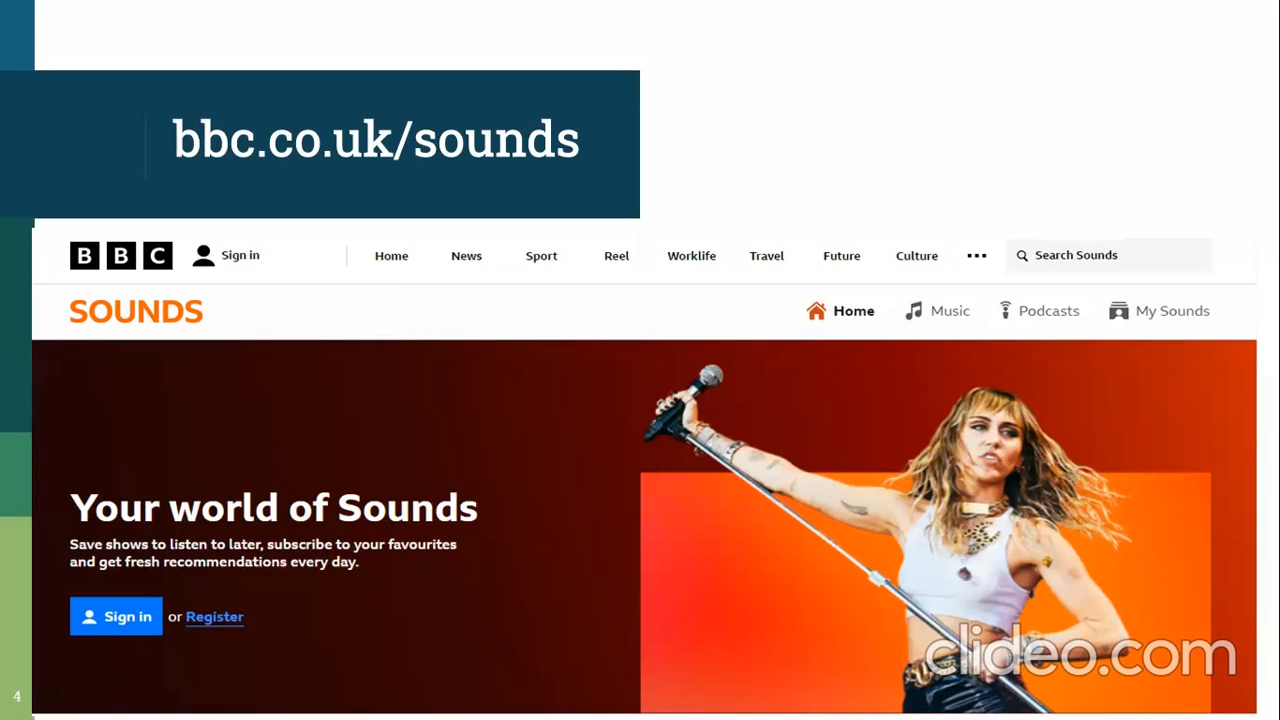 bbc.co.uk/sounds
BBC Sign in Home News Sport Reel Worklife Travel Future Culture ••• Search Sounds
SOUNDS Home Music Podcasts My Sounds
Your world of Sounds
Save shows to listen to later, subscribe to your favourites
and get fresh recommendations every day.
Sign in or Register
clideo.com
4